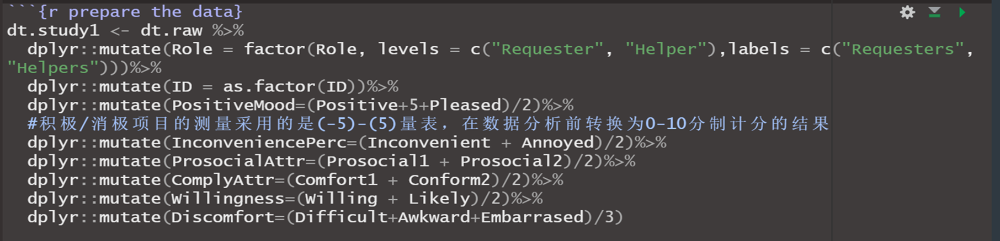 ```{r prepare the data}
dt.study1 <- dt.raw %>%
  dplyr::mutate(Role = factor(Role, levels = c("Requester", "Helper"),labels = c("Requesters",
"Helpers")))%>%
  dplyr::mutate(ID = as.factor(ID))%>%
  dplyr::mutate(PositiveMood=(Positive+5+Pleased)/2)%>%
  #积极/消极项目的测量采用的是(-5)-(5)量表，在数据分析前转换为0-10分制计分的结果
  dplyr::mutate(InconveniencePerc=(Inconvenient + Annoyed)/2)%>%
  dplyr::mutate(ProsocialAttr=(Prosocial1 + Prosocial2)/2)%>%
  dplyr::mutate(ComplyAttr=(Comfort1 + Conform2)/2)%>%
  dplyr::mutate(Willingness=(Willing + Likely)/2)%>%
  dplyr::mutate(Discomfort=(Difficult+Awkward+Embarrased)/3)